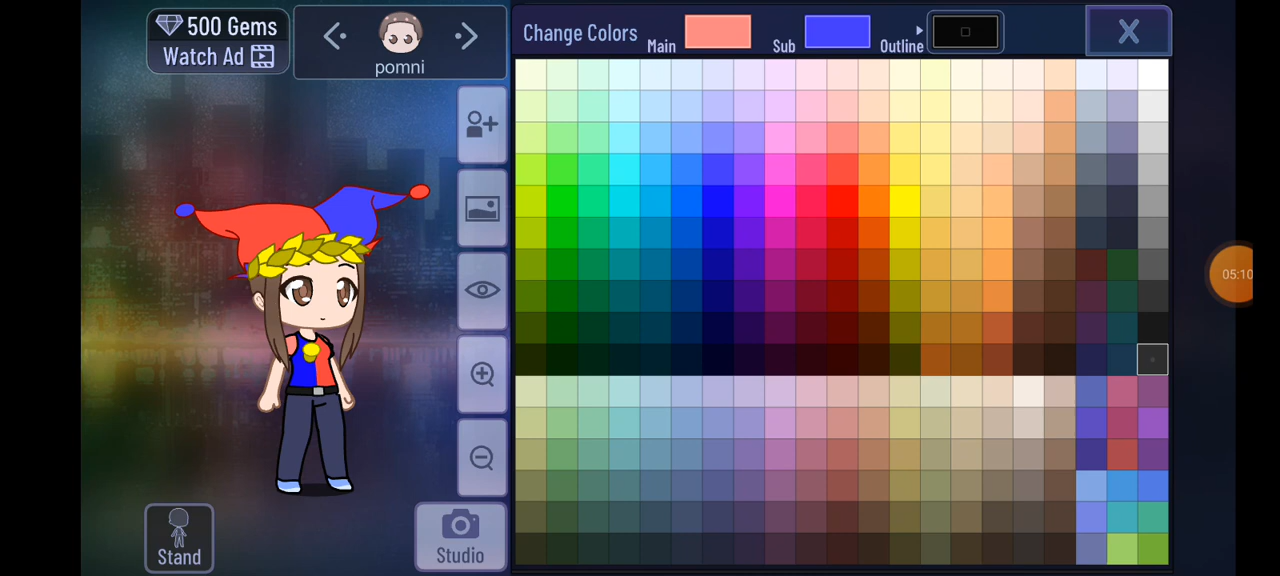 500 Gems
Watch Ad
pomni
Change Colors
Main
Sub
Outline
X
05:10
Stand
Studio